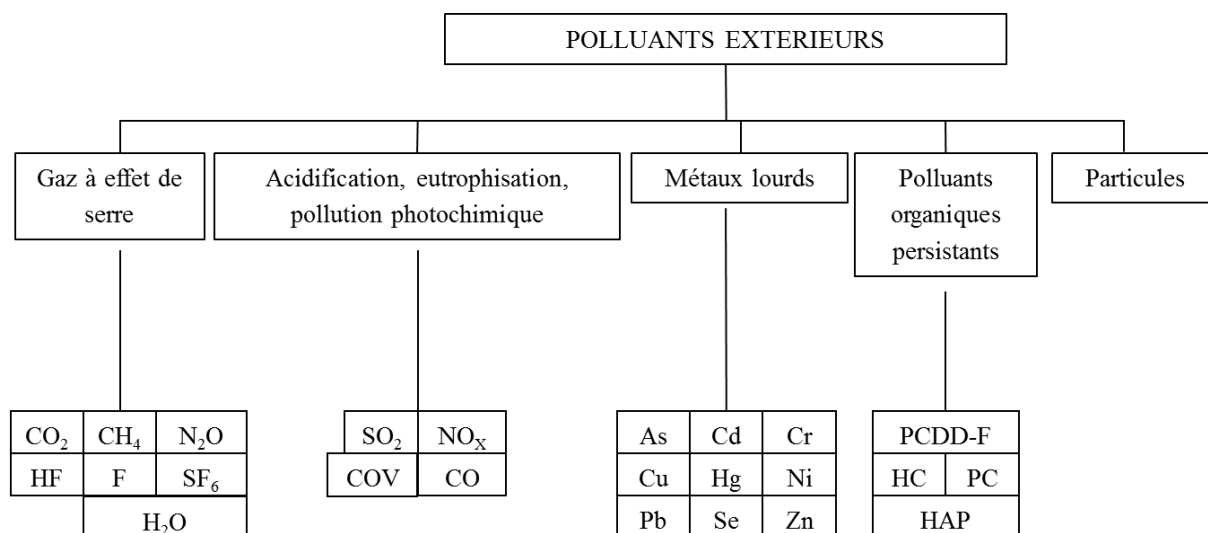 POLLUANTS EXTERIEURS
Gaz à effet de
serre
Acidification, eutrophisation,
pollution photochimique
Métaux lourds
Polluants
organiques
persistants
Particules
CO₂ CH₄ N₂O
HF F SF₆
H₂O
SO₂ NOₓ
COV CO
As Cd Cr
Cu Hg Ni
Pb Se Zn
PCDD-F
HC PC
HAP